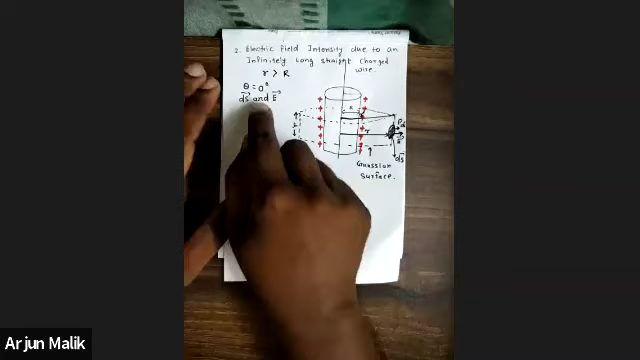 2. Electric Field Intensity due to an
Infinitely Long straight charged
wire.
r > R
θ = 0°
ds and E
R
r
l
Gaussian
Surface.
ds
Arjun Malik